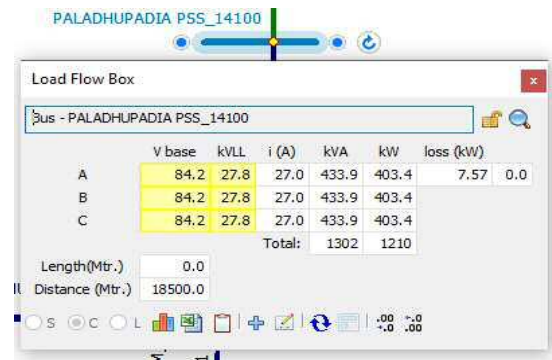 PALADHUPADIA PSS_14100
Load Flow Box
x
Bus - PALADHUPADIA PSS_14100
V base kVLL i (A) kVA kW loss (kW)
A 84.2 27.8 27.0 433.9 403.4 7.57 0.0
B 84.2 27.8 27.0 433.9 403.4
C 84.2 27.8 27.0 433.9 403.4
Total: 1302 1210
Length(Mtr.) 0.0
Distance (Mtr.) 18500.0
S C L